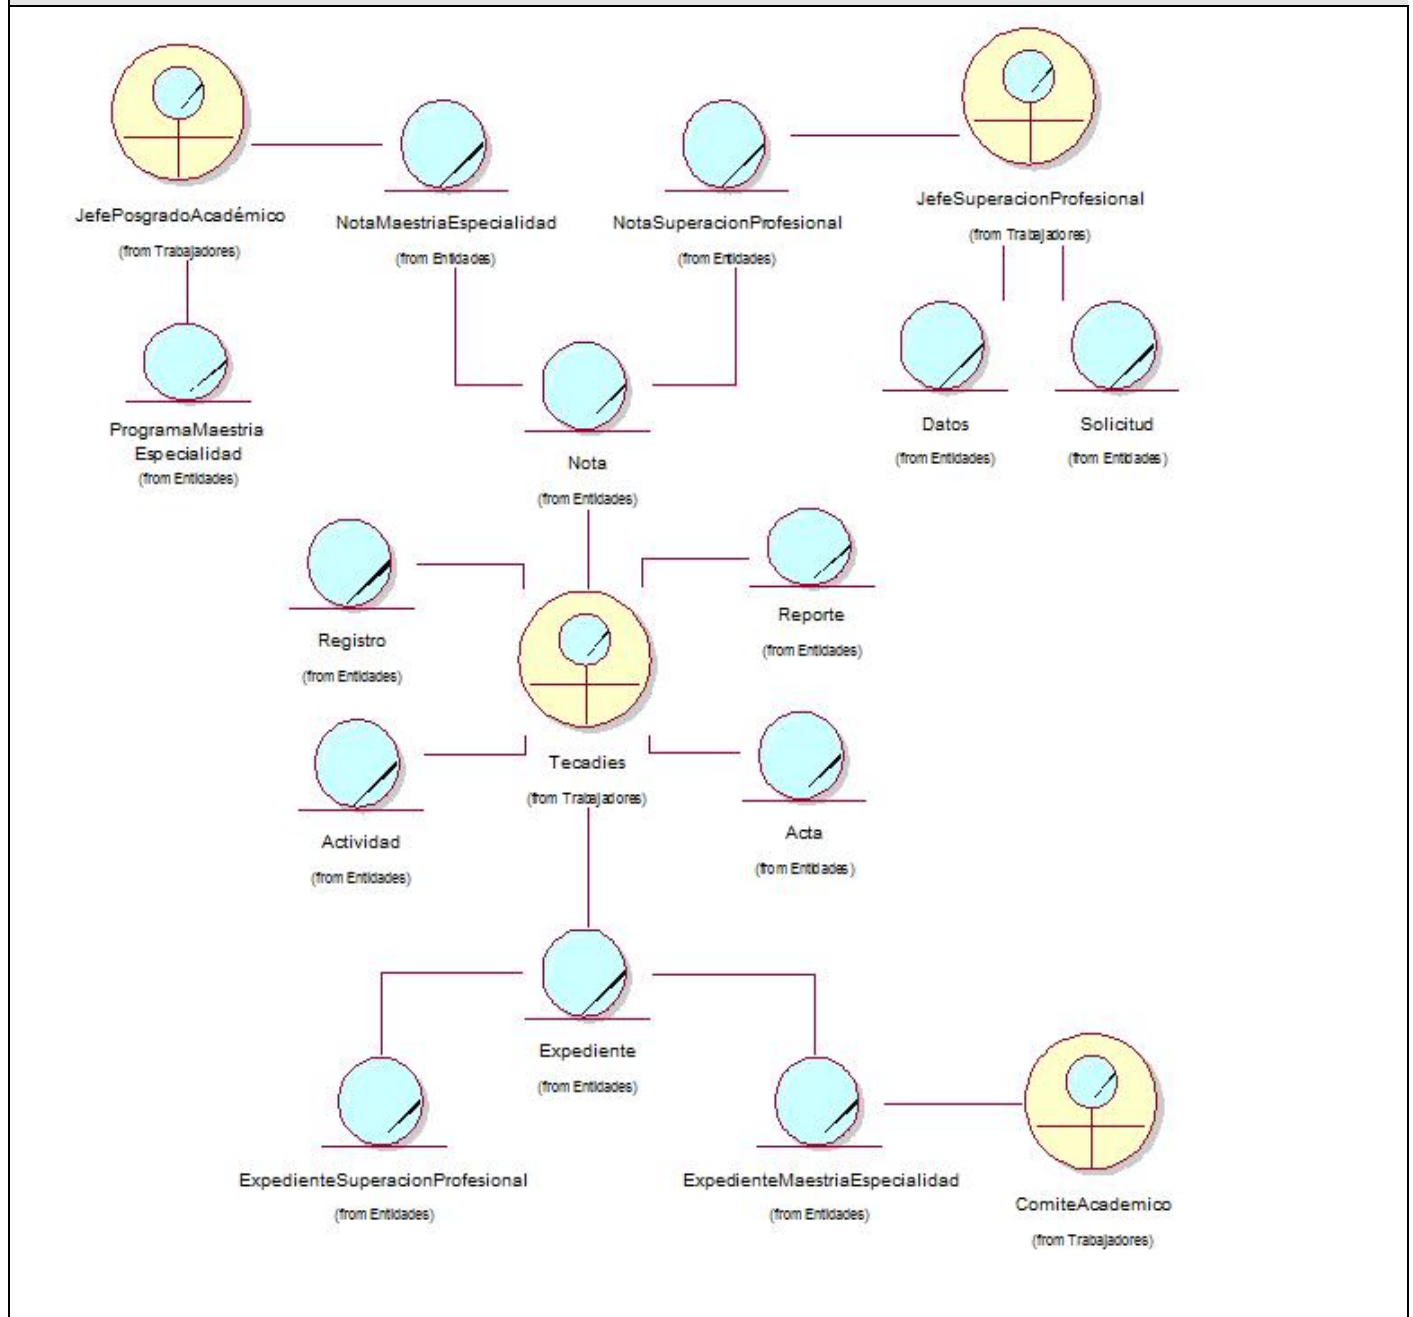 JefePosgradoAcadémico
(from Trabajadores)
NotaMaestriaEspecialidad
(from Entidades)
NotaSuperacionProfesional
(from Entidades)
JefeSuperacionProfesional
(from Trabajadores)
ProgramaMaestria
Especialidad
(from Entidades)
Nota
(from Entidades)
Datos
(from Entidades)
Solicitud
(from Entidades)
Registro
(from Entidades)
Reporte
(from Entidades)
Tecadies
(from Trabajadores)
Actividad
(from Entidades)
Acta
(from Entidades)
Expediente
(from Entidades)
ExpedienteSuperacionProfesional
(from Entidades)
ExpedienteMaestriaEspecialidad
(from Entidades)
ComiteAcademico
(from Trabajadores)